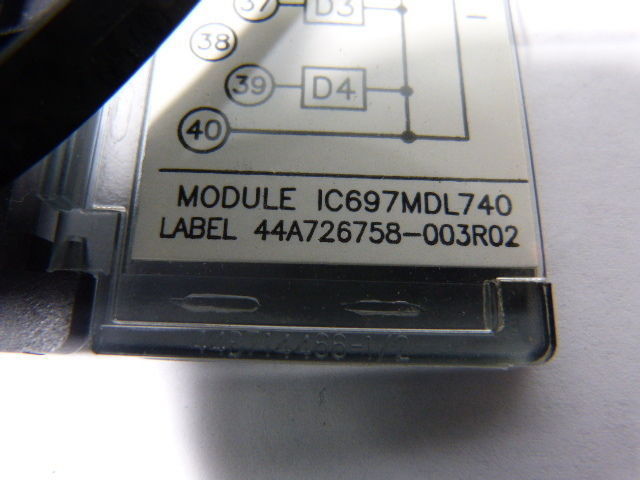 37 D3
38
39 D4
40
MODULE IC697MDL740
LABEL 44A726758-003R02